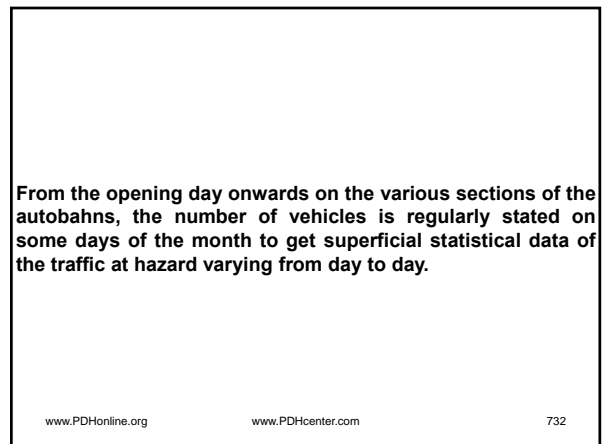 From the opening day onwards on the various sections of the
autobahns, the number of vehicles is regularly stated on
some days of the month to get superficial statistical data of
the traffic at hazard varying from day to day.
www.PDHonline.org www.PDHcenter.com 732